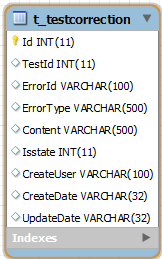 t_testcorrection
Id INT(11)
TestId INT(11)
ErrorId VARCHAR(100)
ErrorType VARCHAR(500)
Content VARCHAR(500)
Isstate INT(11)
CreateUser VARCHAR(100)
CreateDate VARCHAR(32)
UpdateDate VARCHAR(32)
Indexes